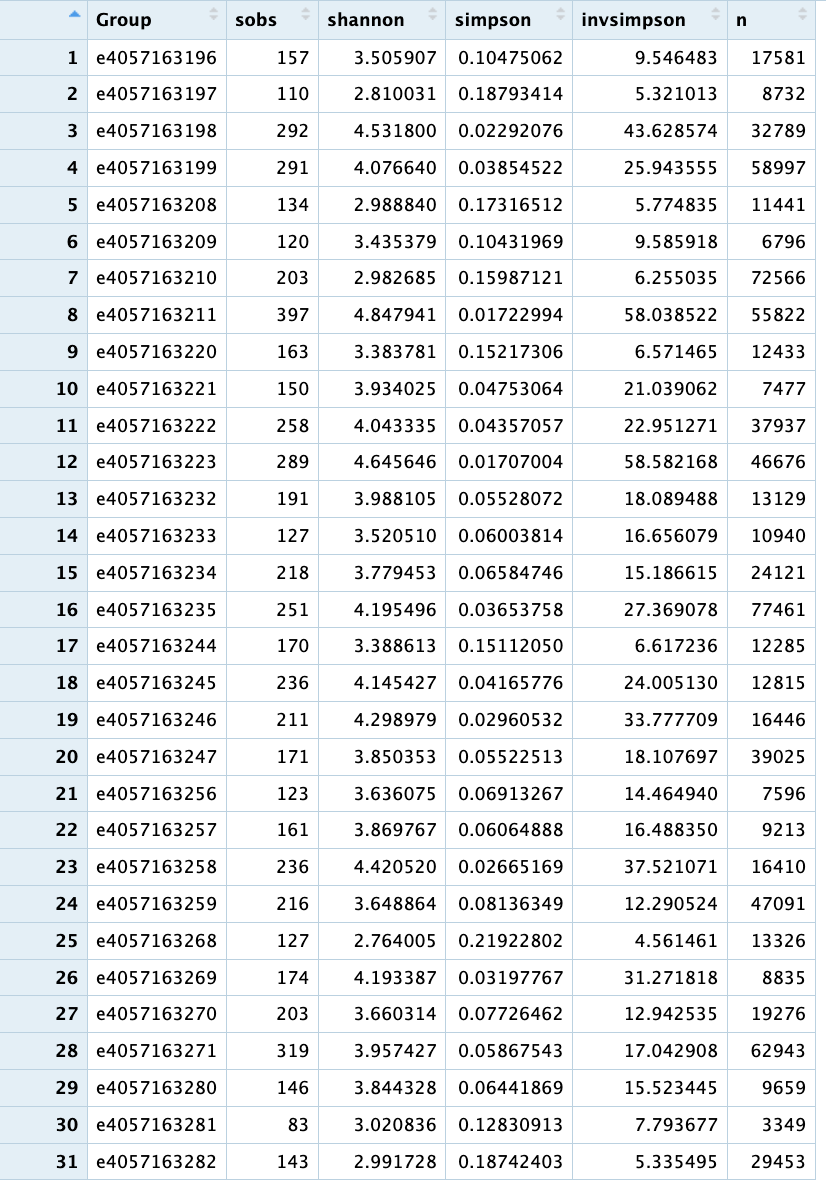 Group sobs shannon simpson invsimpson n
1 e4057163196 157 3.505907 0.10475062 9.546483 17581
2 e4057163197 110 2.810031 0.18793414 5.321013 8732
3 e4057163198 292 4.531800 0.02292076 43.628574 32789
4 e4057163199 291 4.076640 0.03854522 25.943555 58997
5 e4057163208 134 2.988840 0.17316512 5.774835 11441
6 e4057163209 120 3.435379 0.10431969 9.585918 6796
7 e4057163210 203 2.982685 0.15987121 6.255035 72566
8 e4057163211 397 4.847941 0.01722994 58.038522 55822
9 e4057163220 163 3.383781 0.15217306 6.571465 12433
10 e4057163221 150 3.934025 0.04753064 21.039062 7477
11 e4057163222 258 4.043335 0.04357057 22.951271 37937
12 e4057163223 289 4.645646 0.01707004 58.582168 46676
13 e4057163232 191 3.988105 0.05528072 18.089488 13129
14 e4057163233 127 3.520510 0.06003814 16.656079 10940
15 e4057163234 218 3.779453 0.06584746 15.186615 24121
16 e4057163235 251 4.195496 0.03653758 27.369078 77461
17 e4057163244 170 3.388613 0.15112050 6.617236 12285
18 e4057163245 236 4.145427 0.04165776 24.005130 12815
19 e4057163246 211 4.298979 0.02960532 33.777709 16446
20 e4057163247 171 3.850353 0.05522513 18.107697 39025
21 e4057163256 123 3.636075 0.06913267 14.464940 7596
22 e4057163257 161 3.869767 0.06064888 16.488350 9213
23 e4057163258 236 4.420520 0.02665169 37.521071 16410
24 e4057163259 216 3.648864 0.08136349 12.290524 47091
25 e4057163268 127 2.764005 0.21922802 4.561461 13326
26 e4057163269 174 4.193387 0.03197767 31.271818 8835
27 e4057163270 203 3.660314 0.07726462 12.942535 19276
28 e4057163271 319 3.957427 0.05867543 17.042908 62943
29 e4057163280 146 3.844328 0.06441869 15.523445 9659
30 e4057163281 83 3.020836 0.12830913 7.793677 3349
31 e4057163282 143 2.991728 0.18742403 5.335495 29453